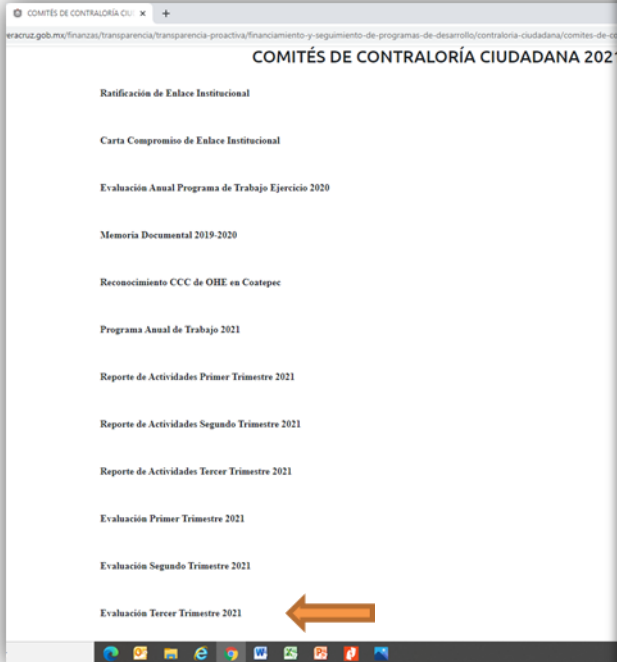 COMITÉS DE CONTRALORÍA CIU
eracruz.gob.mx/finanzas/transparencia/transparencia-proactiva/financiamiento-y-seguimiento-de-programas-de-desarrollo/contraloria-ciudadana/comites-de-co
COMITÉS DE CONTRALORÍA CIUDADANA 2021
Ratificación de Enlace Institucional
Carta Compromiso de Enlace Institucional
Evaluación Anual Programa de Trabajo Ejercicio 2020
Memoria Documental 2019-2020
Reconocimiento CCC de OHE en Coatepec
Programa Anual de Trabajo 2021
Reporte de Actividades Primer Trimestre 2021
Reporte de Actividades Segundo Trimestre 2021
Reporte de Actividades Tercer Trimestre 2021
Evaluación Primer Trimestre 2021
Evaluación Segundo Trimestre 2021
Evaluación Tercer Trimestre 2021